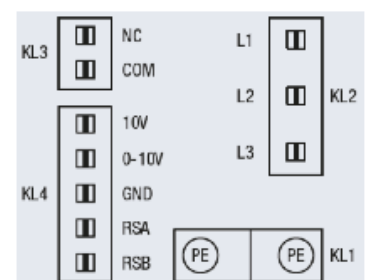 KL3
NC
COM
KL4
10V
0-10V
GND
RSA
RSB
L1
L2
L3
KL2
PE PE KL1